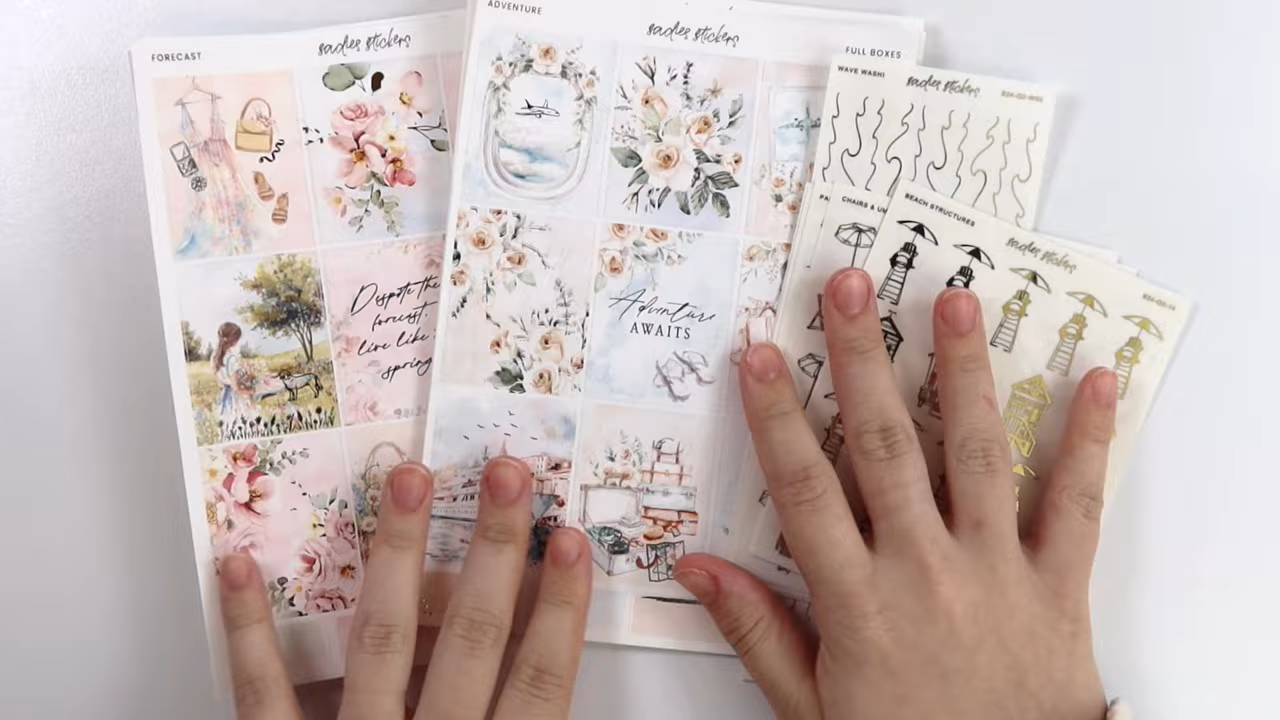 FORECAST
sadies stickers
Despite the
forecast,
live like
spring
ADVENTURE
sadies stickers
FULL BOXES
Adventure
AWAITS
WAVE WASHI
sadies stickers
CHAIRS & UM
BEACH STRUCTURES
sadies stickers